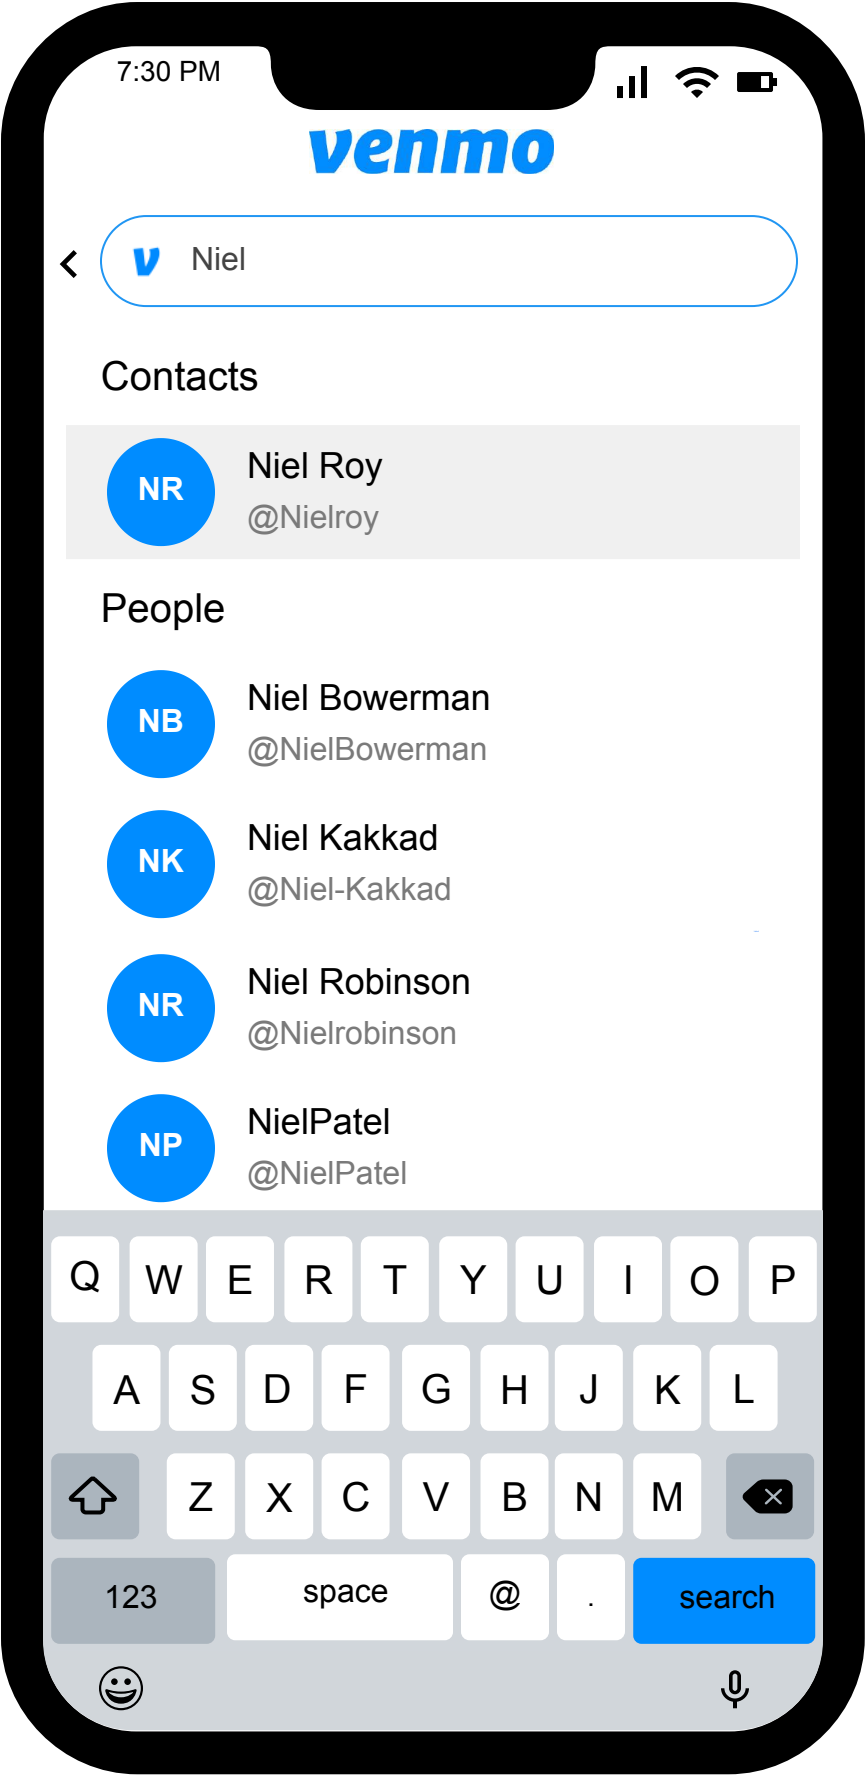 7:30 PM
venmo
v Niel
Contacts
NR
Niel Roy
@Nielroy
People
NB
Niel Bowerman
@NielBowerman
NK
Niel Kakkad
@Niel-Kakkad
NR
Niel Robinson
@Nielrobinson
NP
NielPatel
@NielPatel
Q W E R T Y U I O P
A S D F G H J K L
Z X C V B N M
123 space @ . search